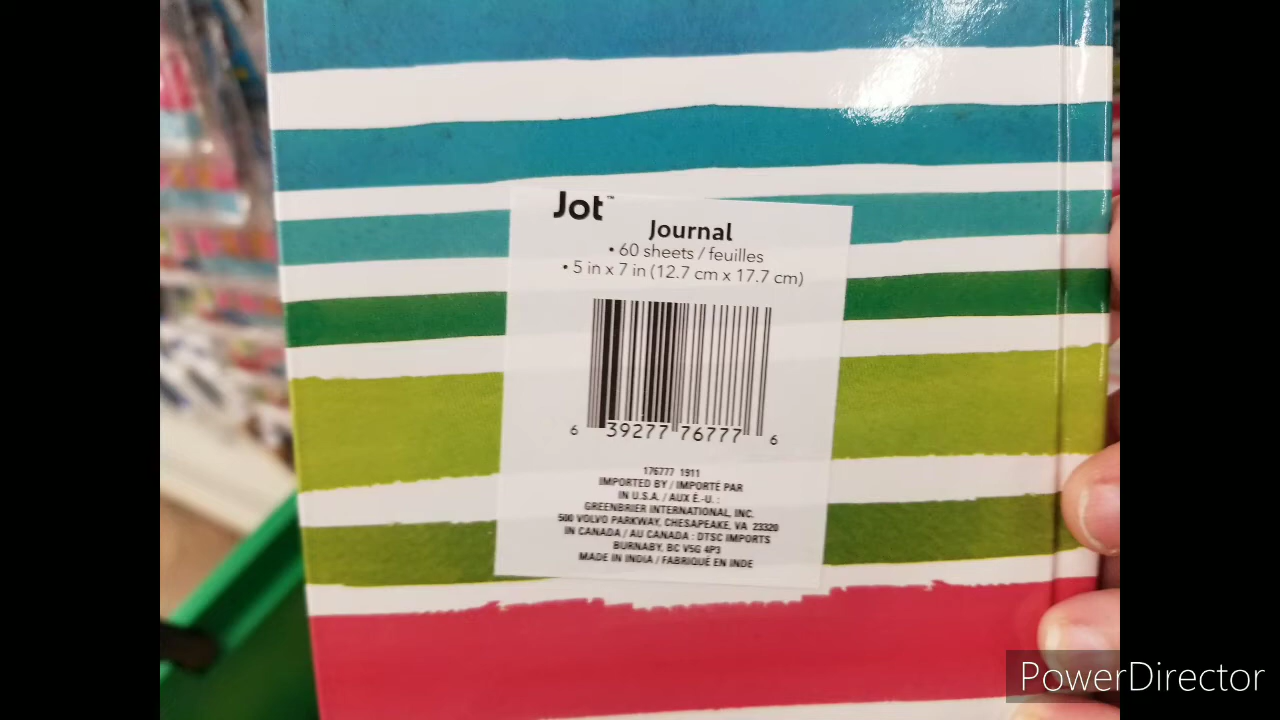 Jot™
Journal
• 60 sheets / feuilles
• 5 in x 7 in (12.7 cm x 17.7 cm)
6 39277 76777 6
176777 1911
IMPORTED BY / IMPORTÉ PAR
IN U.S.A. / AUX É.-U. :
GREENBRIER INTERNATIONAL, INC.
500 VOLVO PARKWAY, CHESAPEAKE, VA 23320
IN CANADA / AU CANADA : DTSC IMPORTS
BURNABY, BC V5G 4P3
MADE IN INDIA / FABRIQUÉ EN INDE
PowerDirector